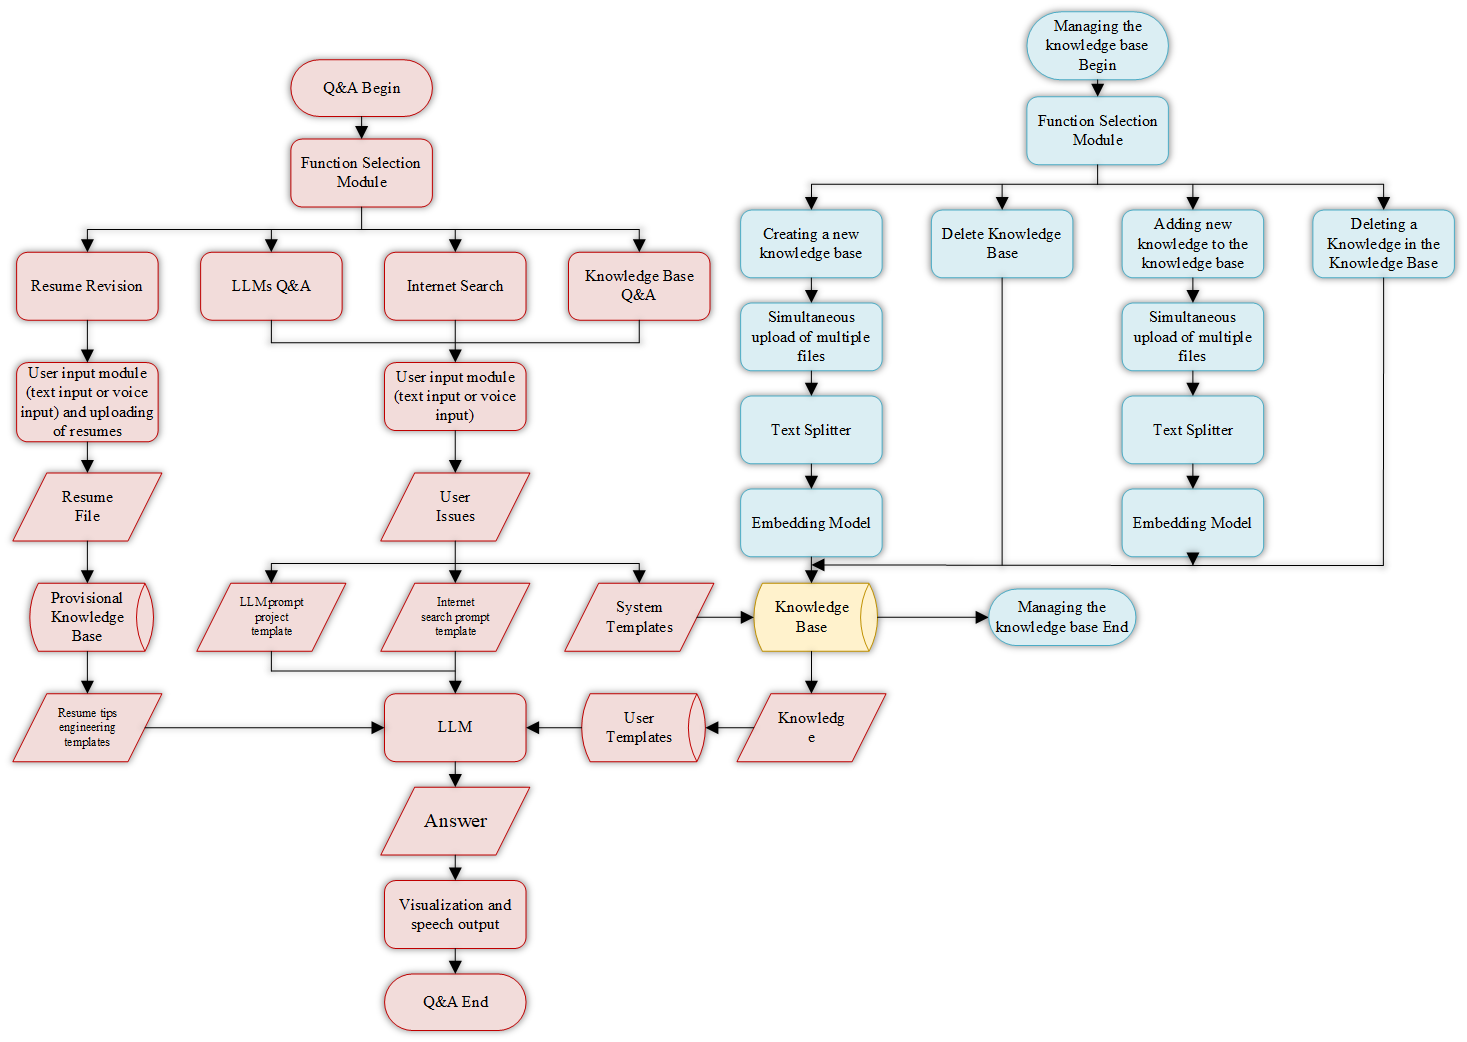 Q&A Begin
Function Selection
Module
Resume Revision
LLMs Q&A
Internet Search
Knowledge Base
Q&A
User input module
(text input or voice
input) and uploading
of resumes
User input module
(text input or voice
input)
Resume
File
User
Issues
Provisional
Knowledge
Base
LLM prompt
project
template
Internet
search prompt
template
System
Templates
Resume tips
engineering
templates
LLM
User
Templates
Knowledg
e
Answer
Visualization and
speech output
Q&A End
Managing the
knowledge base
Begin
Function Selection
Module
Creating a new
knowledge base
Delete Knowledge
Base
Adding new
knowledge to the
knowledge base
Deleting a
Knowledge in the
Knowledge Base
Simultaneous
upload of multiple
files
Simultaneous
upload of multiple
files
Text Splitter
Text Splitter
Embedding Model
Embedding Model
Knowledge
Base
Managing the
knowledge base End